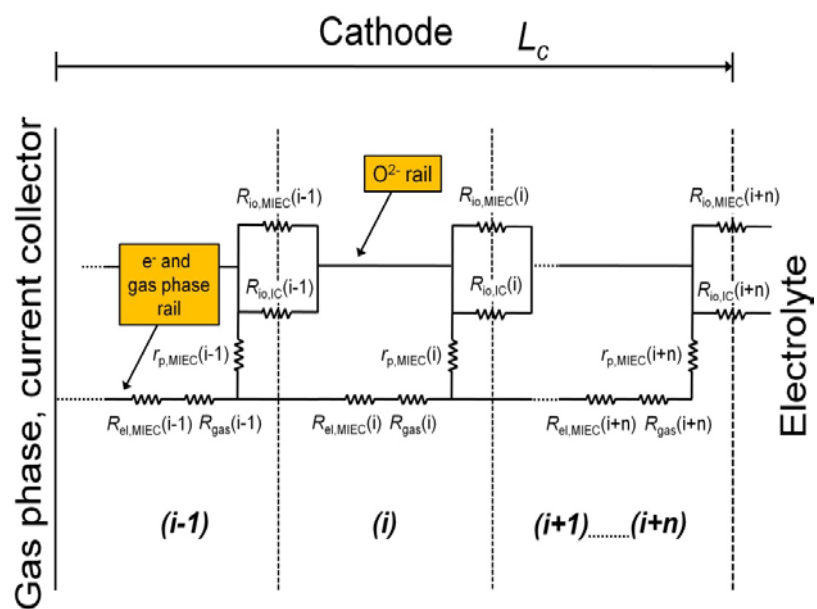 Cathode L_c
Gas phase, current collector
O²⁻ rail
R_io,MIEC(i-1)
R_io,MIEC(i)
R_io,MIEC(i+n)
e⁻ and
gas phase
rail
R_io,IC(i-1)
R_io,IC(i)
R_io,IC(i+n)
r_p,MIEC(i-1)
r_p,MIEC(i)
r_p,MIEC(i+n)
R_el,MIEC(i-1) R_gas(i-1)
R_el,MIEC(i) R_gas(i)
R_el,MIEC(i+n) R_gas(i+n)
(i-1)
(i)
(i+1)........(i+n)
Electrolyte